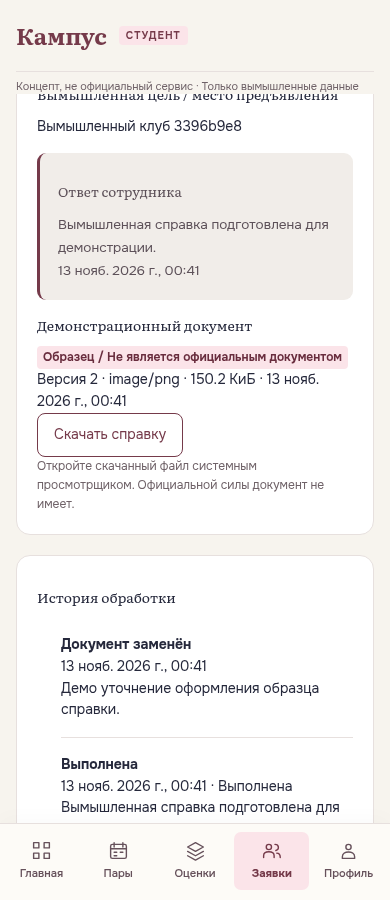 Кампус
СТУДЕНТ
Концепт, не официальный сервис · Только вымышленные данные
Вымышленная цель / место предъявления
Вымышленный клуб 3396b9e8
Ответ сотрудника
Вымышленная справка подготовлена для
демонстрации.
13 нояб. 2026 г., 00:41
Демонстрационный документ
Образец / Не является официальным документом
Версия 2 · image/png · 150.2 КиБ · 13 нояб.
2026 г., 00:41
Скачать справку
Откройте скачанный файл системным
просмотрщиком. Официальной силы документ не
имеет.
История обработки
Документ заменён
13 нояб. 2026 г., 00:41
Демо уточнение оформления образца
справки.
Выполнена
13 нояб. 2026 г., 00:41 · Выполнена
Вымышленная справка подготовлена для
Главная
Пары
Оценки
Заявки
Профиль